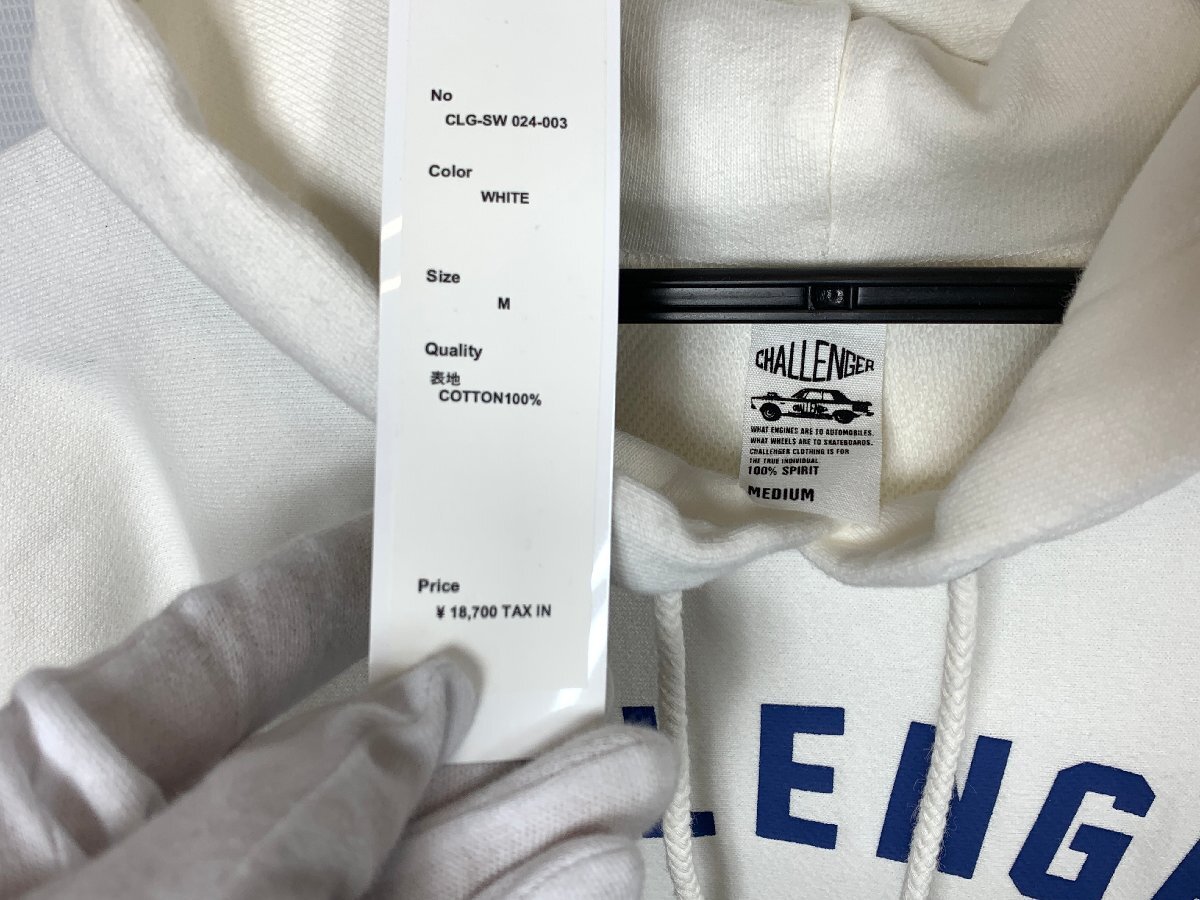 No
CLG-SW 024-003
Color
WHITE
Size
M
Quality
表地
COTTON100%
Price
¥ 18,700 TAX IN
CHALLENGER
WHAT ENGINES ARE TO AUTOMOBILES.
WHAT WHEELS ARE TO SKATEBOARDS.
CHALLENGER CLOTHING IS FOR
THE TRUE INDIVIDUAL
100% SPIRIT
MEDIUM
LENG